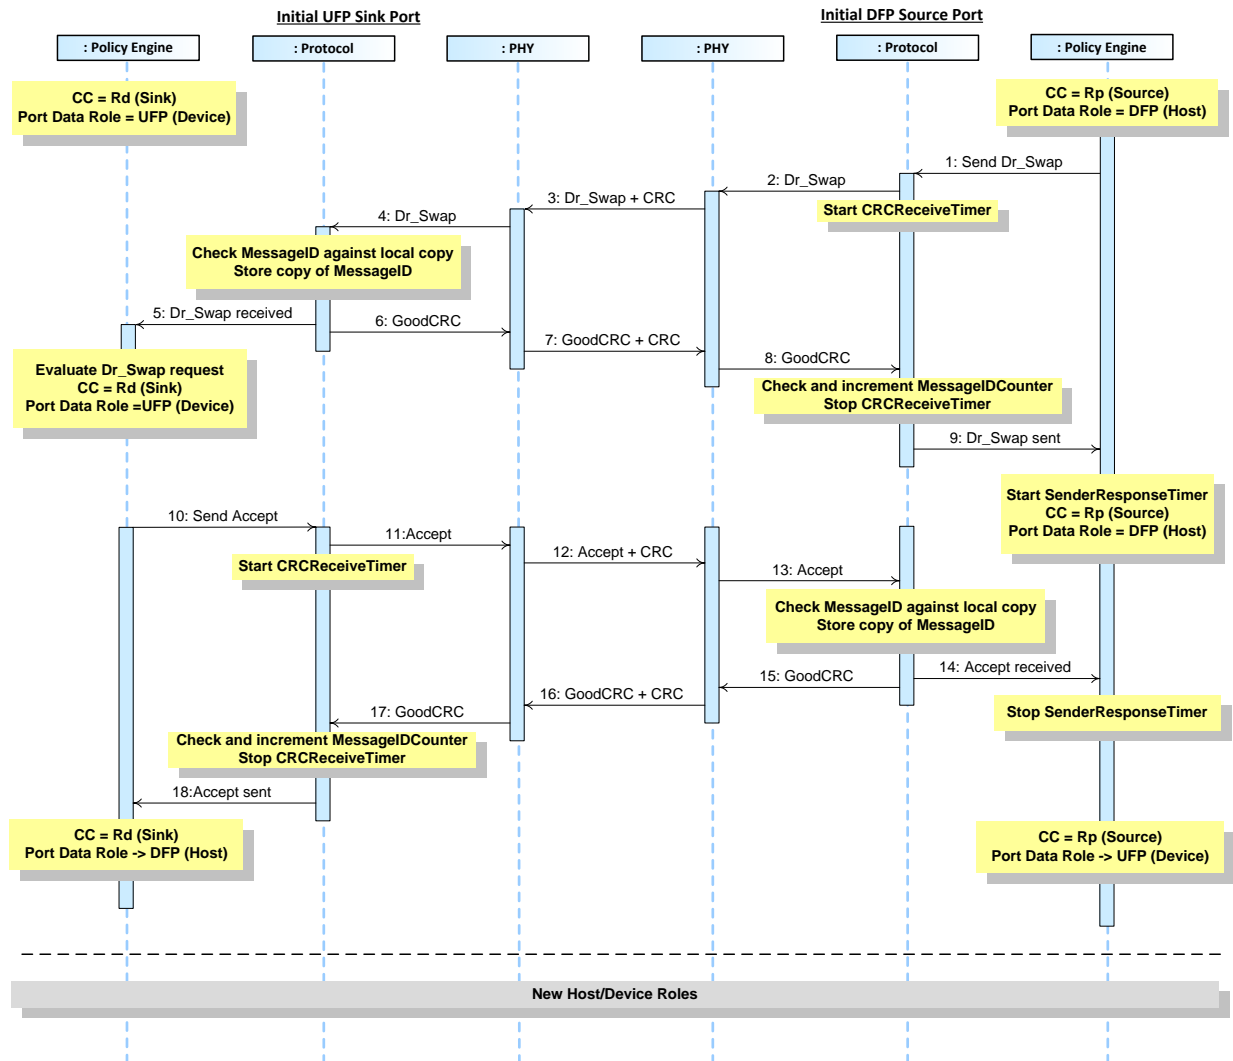 Initial UFP Sink Port
Initial DFP Source Port
: Policy Engine
: Protocol
: PHY
: PHY
: Protocol
: Policy Engine
CC = Rd (Sink)
Port Data Role = UFP (Device)
CC = Rp (Source)
Port Data Role = DFP (Host)
1: Send Dr_Swap
2: Dr_Swap
Start CRCReceiveTimer
3: Dr_Swap + CRC
4: Dr_Swap
Check MessageID against local copy
Store copy of MessageID
5: Dr_Swap received
6: GoodCRC
7: GoodCRC + CRC
8: GoodCRC
Evaluate Dr_Swap request
CC = Rd (Sink)
Port Data Role =UFP (Device)
Check and increment MessageIDCounter
Stop CRCReceiveTimer
9: Dr_Swap sent
Start SenderResponseTimer
CC = Rp (Source)
Port Data Role = DFP (Host)
10: Send Accept
11:Accept
Start CRCReceiveTimer
12: Accept + CRC
13: Accept
Check MessageID against local copy
Store copy of MessageID
14: Accept received
15: GoodCRC
16: GoodCRC + CRC
17: GoodCRC
Stop SenderResponseTimer
Check and increment MessageIDCounter
Stop CRCReceiveTimer
18:Accept sent
CC = Rd (Sink)
Port Data Role -> DFP (Host)
CC = Rp (Source)
Port Data Role -> UFP (Device)
New Host/Device Roles